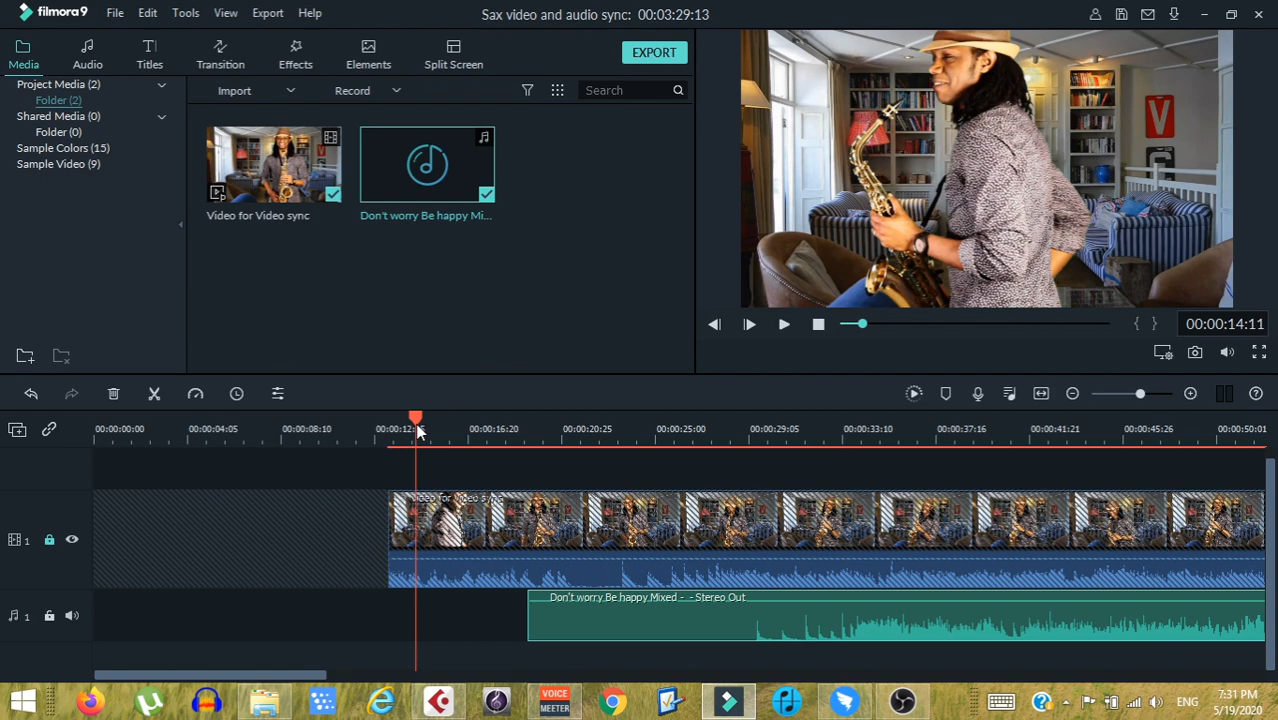 filmora9 File Edit Tools View Export Help Sax video and audio sync: 00:03:29:13
Media Audio Titles Transition Effects Elements Split Screen EXPORT
Project Media (2)
Folder (2)
Shared Media (0)
Folder (0)
Sample Colors (15)
Sample Video (9)
Import Record Search
Video for Video sync Don't worry Be happy Mi...
V
{ } 00:00:14:11
00:00:00:00 00:00:04:05 00:00:08:10 00:00:16:20 00:00:20:25 00:00:25:00 00:00:29:05 00:00:33:10 00:00:37:16 00:00:41:21 00:00:45:26 00:00:50:01
Video for Video sync
1
Don't worry Be happy Mixed - - Stereo Out
1
VOICE
MEETER
ENG
7:31 PM
5/19/2020